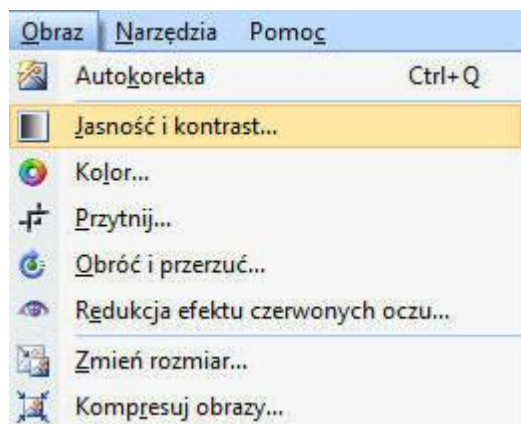 Obraz Narzędzia Pomoc
Autokorekta Ctrl+Q
Jasność i kontrast...
Kolor...
Przytnij...
Obróć i przerzuć...
Redukcja efektu czerwonych oczu...
Zmień rozmiar...
Kompresuj obrazy...